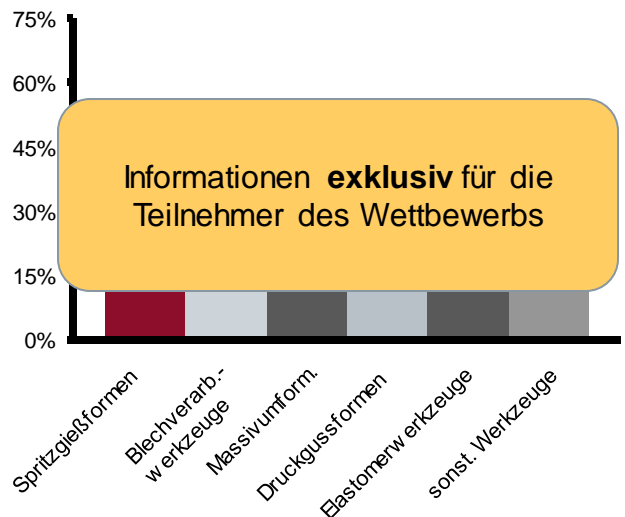 75%
60%
45%
30%
15%
0%
Informationen exklusiv für die
Teilnehmer des Wettbewerbs
Spritzgießformen
Blechverarb.-
werkzeuge
Massivumform.
Druckgussformen
Elastomerwerkzeuge
sonst. Werkzeuge